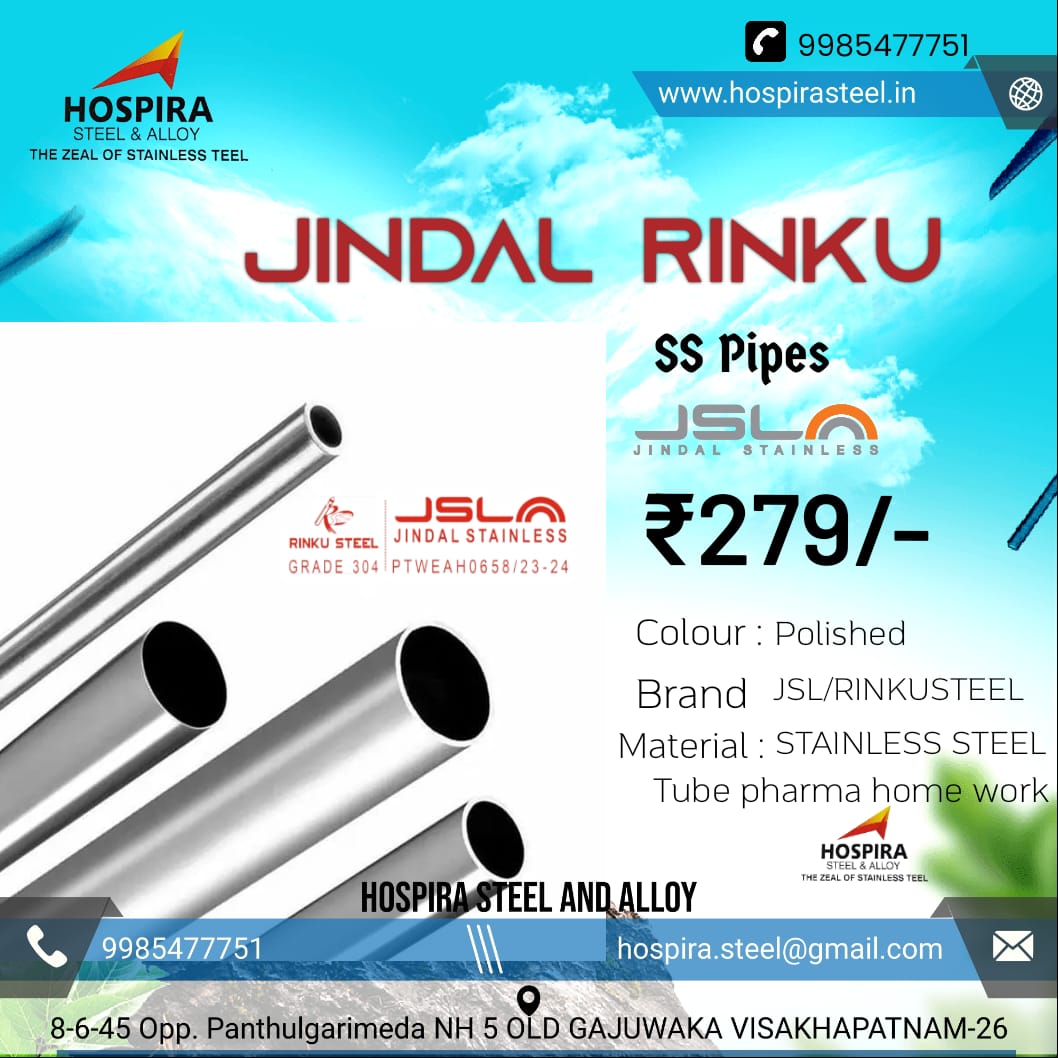 9985477751
www.hospirasteel.in
HOSPIRA
STEEL & ALLOY
THE ZEAL OF STAINLESS TEEL
JINDAL RINKU
SS Pipes
JSL
JINDAL STAINLESS
₹279/-
RINKU STEEL
GRADE 304
JSL
JINDAL STAINLESS
PTWEAH0658/23-24
Colour : Polished
Brand JSL/RINKUSTEEL
Material : STAINLESS STEEL
Tube pharma home work
HOSPIRA
STEEL & ALLOY
THE ZEAL OF STAINLESS TEEL
HOSPIRA STEEL AND ALLOY
9985477751
hospira.steel@gmail.com
8-6-45 Opp. Panthulgarimeda NH 5 OLD GAJUWAKA VISAKHAPATNAM-26